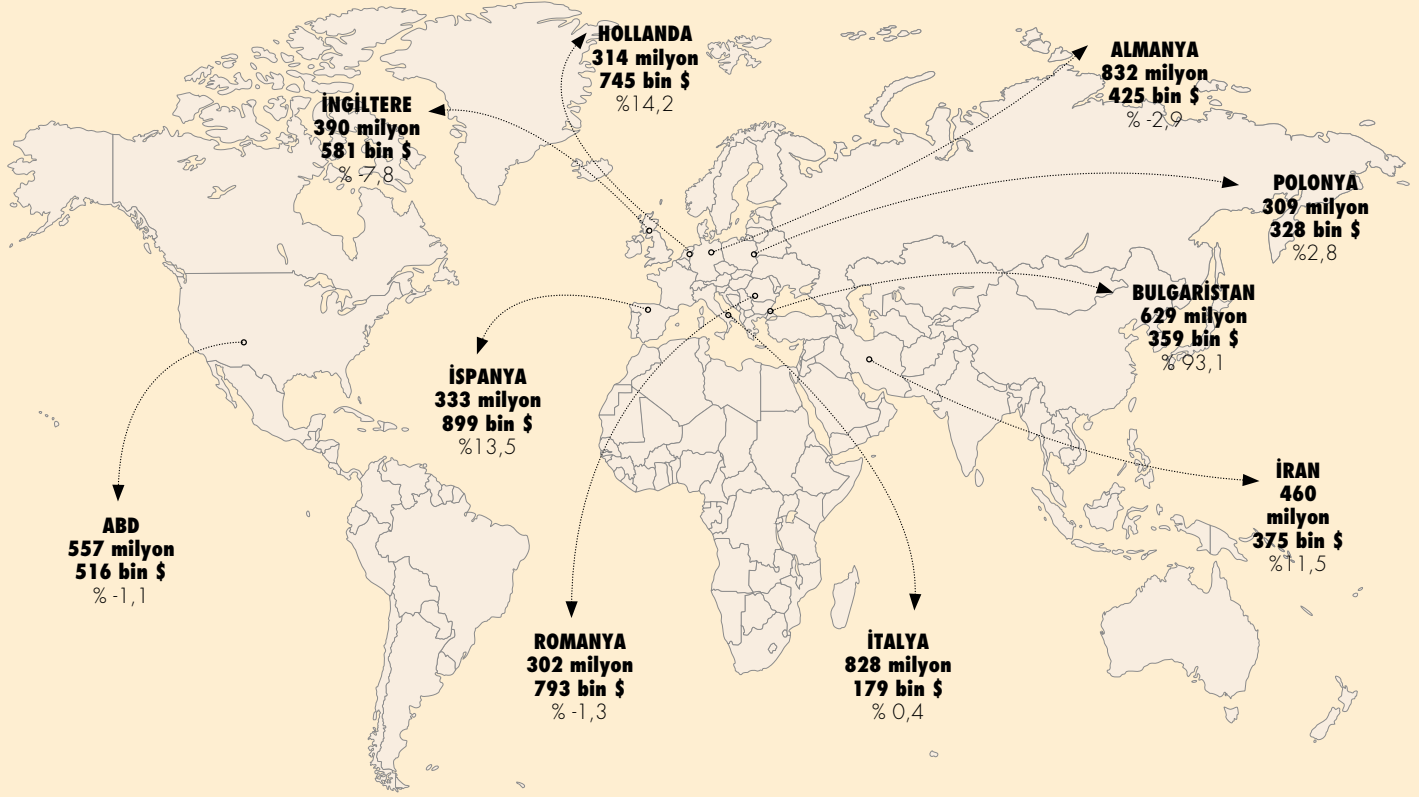 HOLLANDA
314 milyon
745 bin $
%14,2
ALMANYA
832 milyon
425 bin $
% -2,9
İNGİLTERE
390 milyon
581 bin $
% -7,8
POLONYA
309 milyon
328 bin $
%2,8
BULGARİSTAN
629 milyon
359 bin $
% 93,1
İSPANYA
333 milyon
899 bin $
%13,5
İRAN
460
milyon
375 bin $
%11,5
ABD
557 milyon
516 bin $
% -1,1
ROMANYA
302 milyon
793 bin $
% -1,3
İTALYA
828 milyon
179 bin $
% 0,4